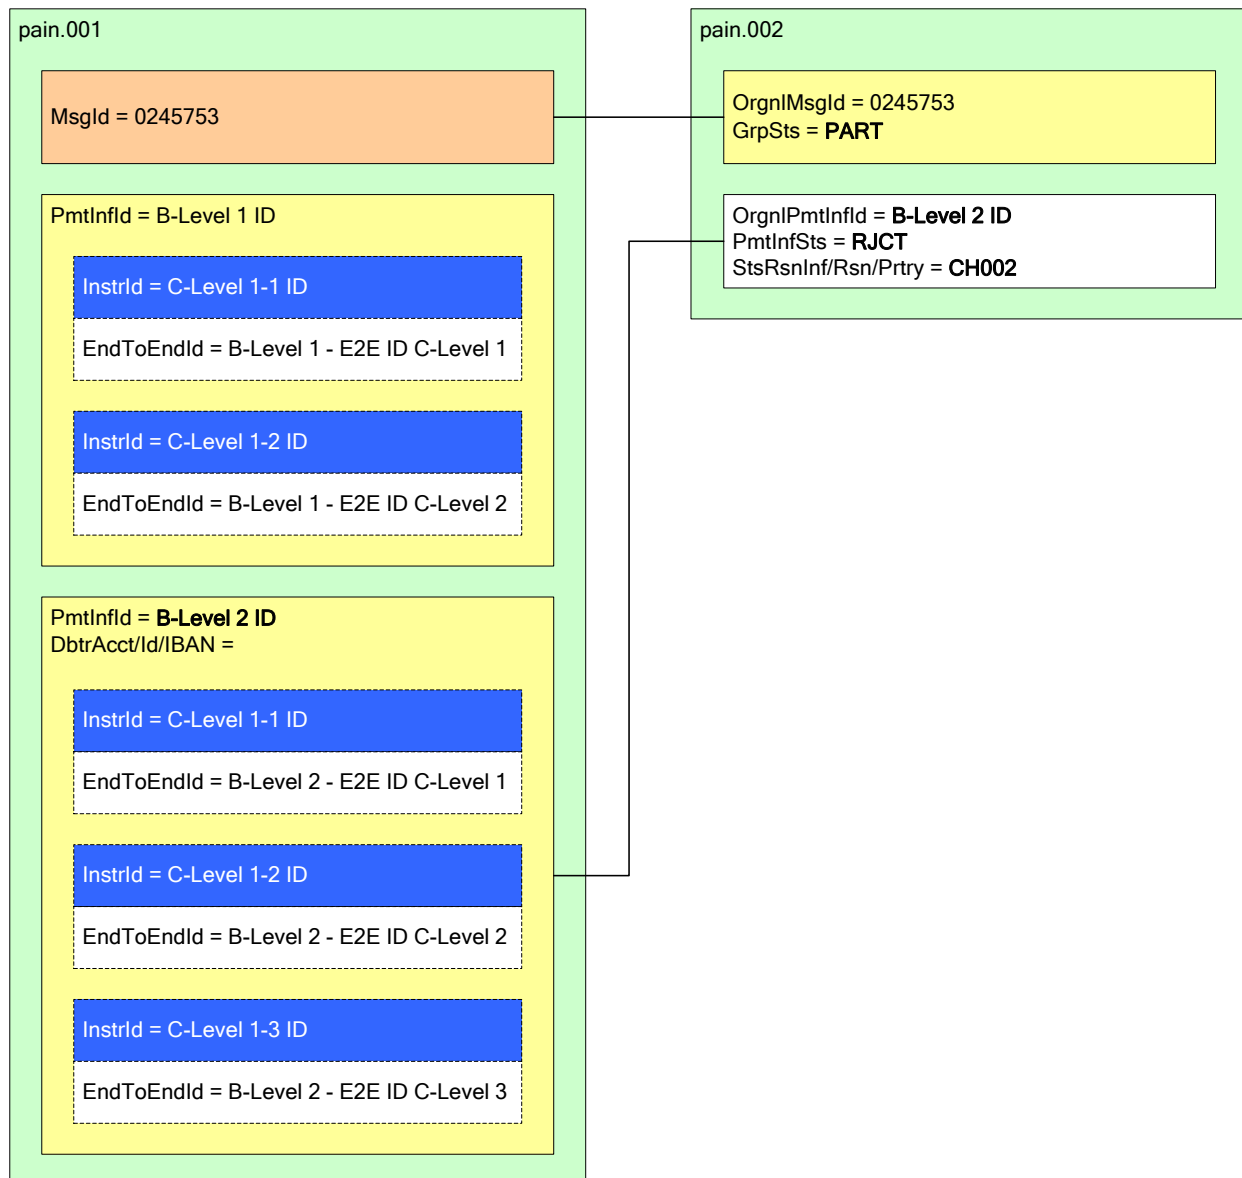 pain.001
MsgId = 0245753
PmtInfId = B-Level 1 ID
InstrId = C-Level 1-1 ID
EndToEndId = B-Level 1 - E2E ID C-Level 1
InstrId = C-Level 1-2 ID
EndToEndId = B-Level 1 - E2E ID C-Level 2
PmtInfId = B-Level 2 ID
DbtrAcct/Id/IBAN =
InstrId = C-Level 1-1 ID
EndToEndId = B-Level 2 - E2E ID C-Level 1
InstrId = C-Level 1-2 ID
EndToEndId = B-Level 2 - E2E ID C-Level 2
InstrId = C-Level 1-3 ID
EndToEndId = B-Level 2 - E2E ID C-Level 3
pain.002
OrgnlMsgId = 0245753
GrpSts = PART
OrgnlPmtInfId = B-Level 2 ID
PmtInfSts = RJCT
StsRsnInf/Rsn/Prtry = CH002